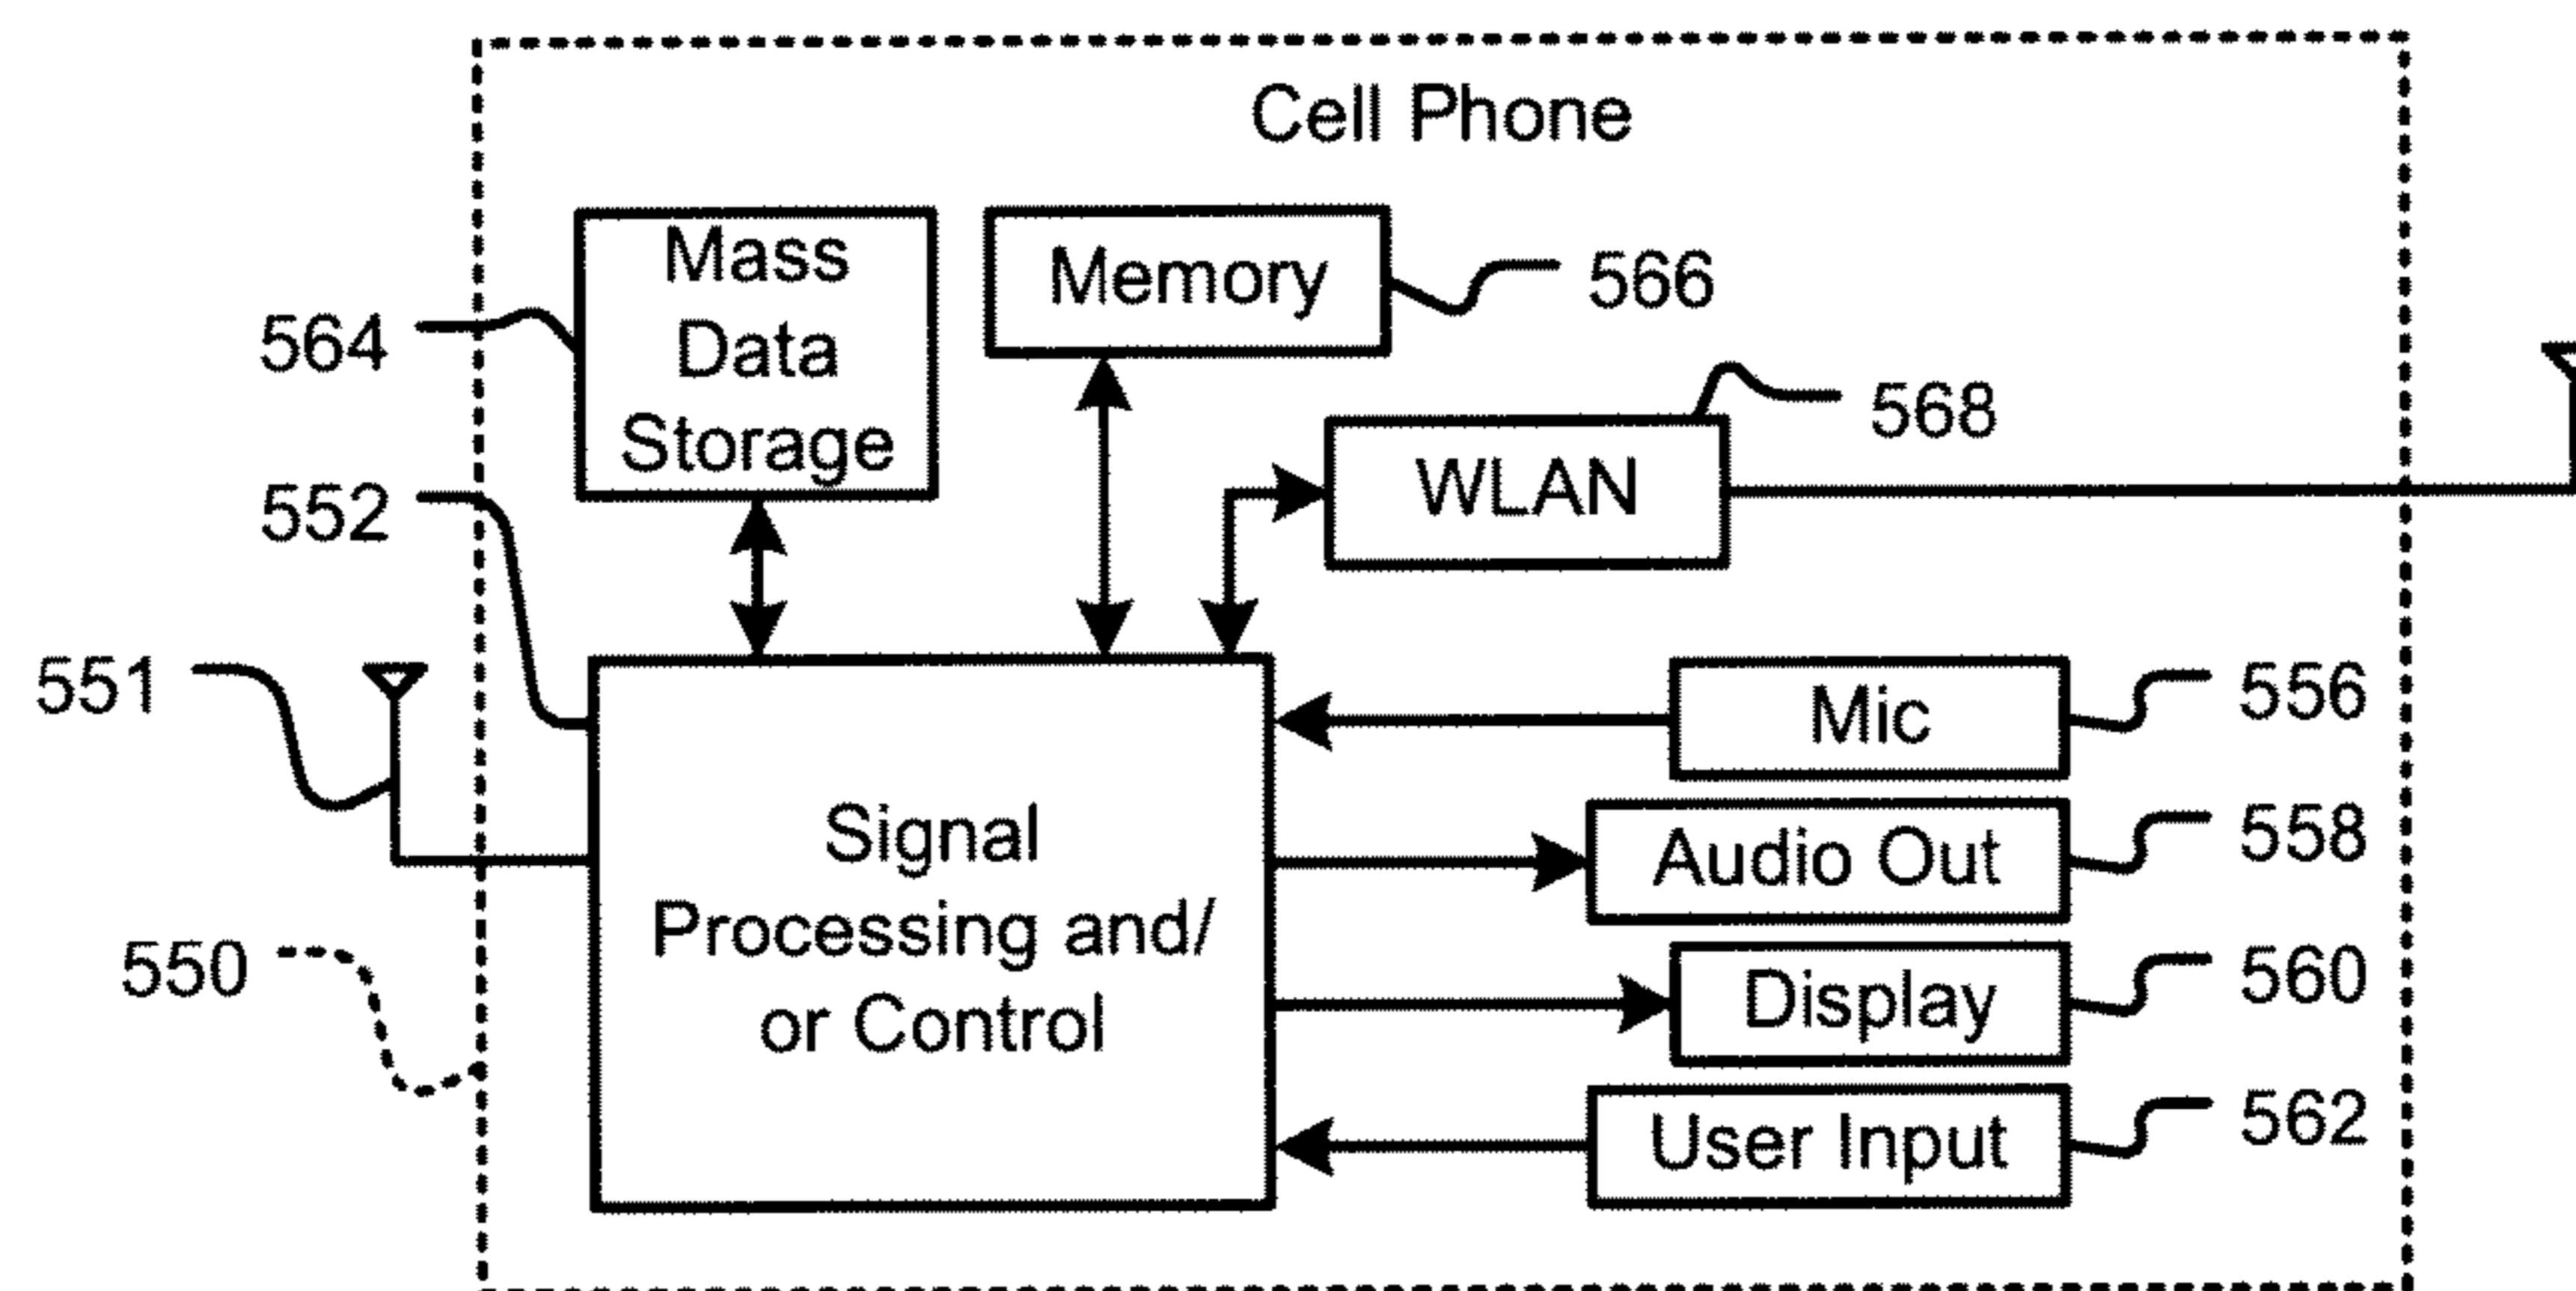 Cell Phone
Mass
Data
Storage
Memory
566
564
568
WLAN
552
551
Mic
556
Signal
Processing and/
or Control
Audio Out
558
550
Display
560
User Input
562